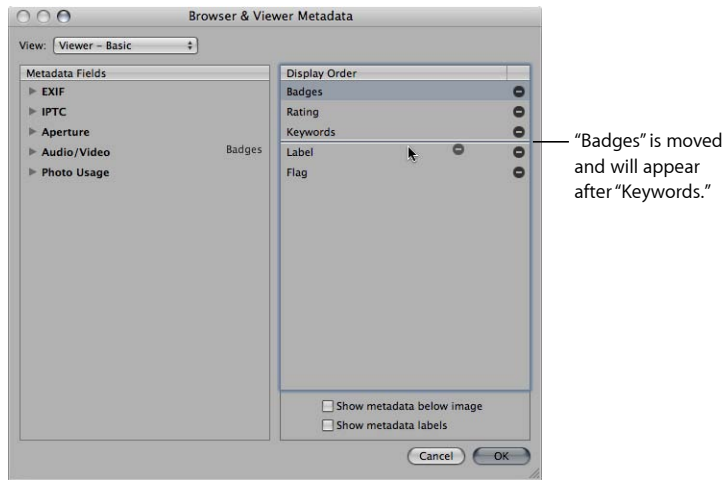 Browser & Viewer Metadata
View: Viewer – Basic
Metadata Fields
EXIF
IPTC
Aperture
Audio/Video
Photo Usage
Badges
Display Order
Badges
Rating
Keywords
Label
Flag
Show metadata below image
Show metadata labels
Cancel
OK
“Badges” is moved
and will appear
after “Keywords.”